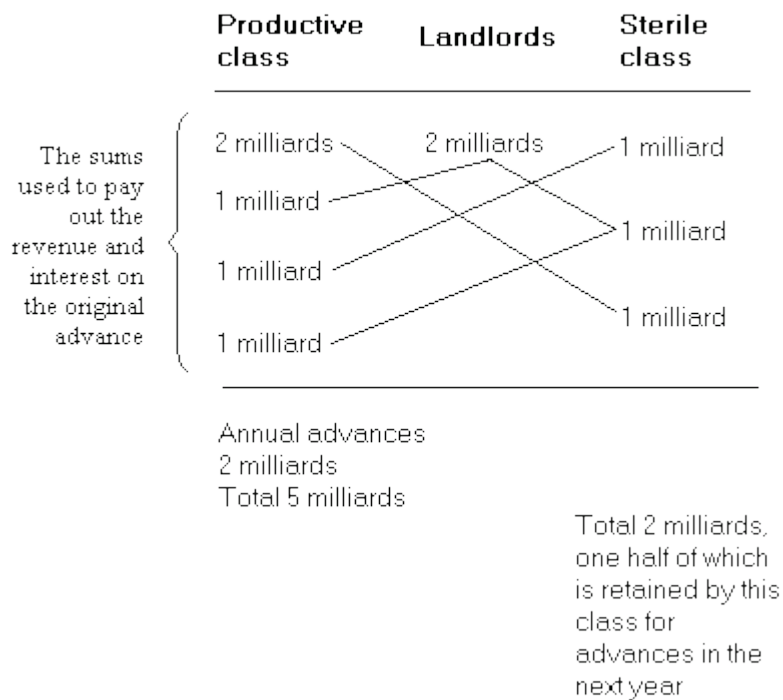 Productive class
Landlords
Sterile class
The sums
used to pay
out the
revenue and
interest on
the original
advance
2 milliards
2 milliards
1 milliard
1 milliard
1 milliard
1 milliard
1 milliard
1 milliard
Annual advances
2 milliards
Total 5 milliards
Total 2 milliards,
one half of which
is retained by this
class for
advances in the
next year